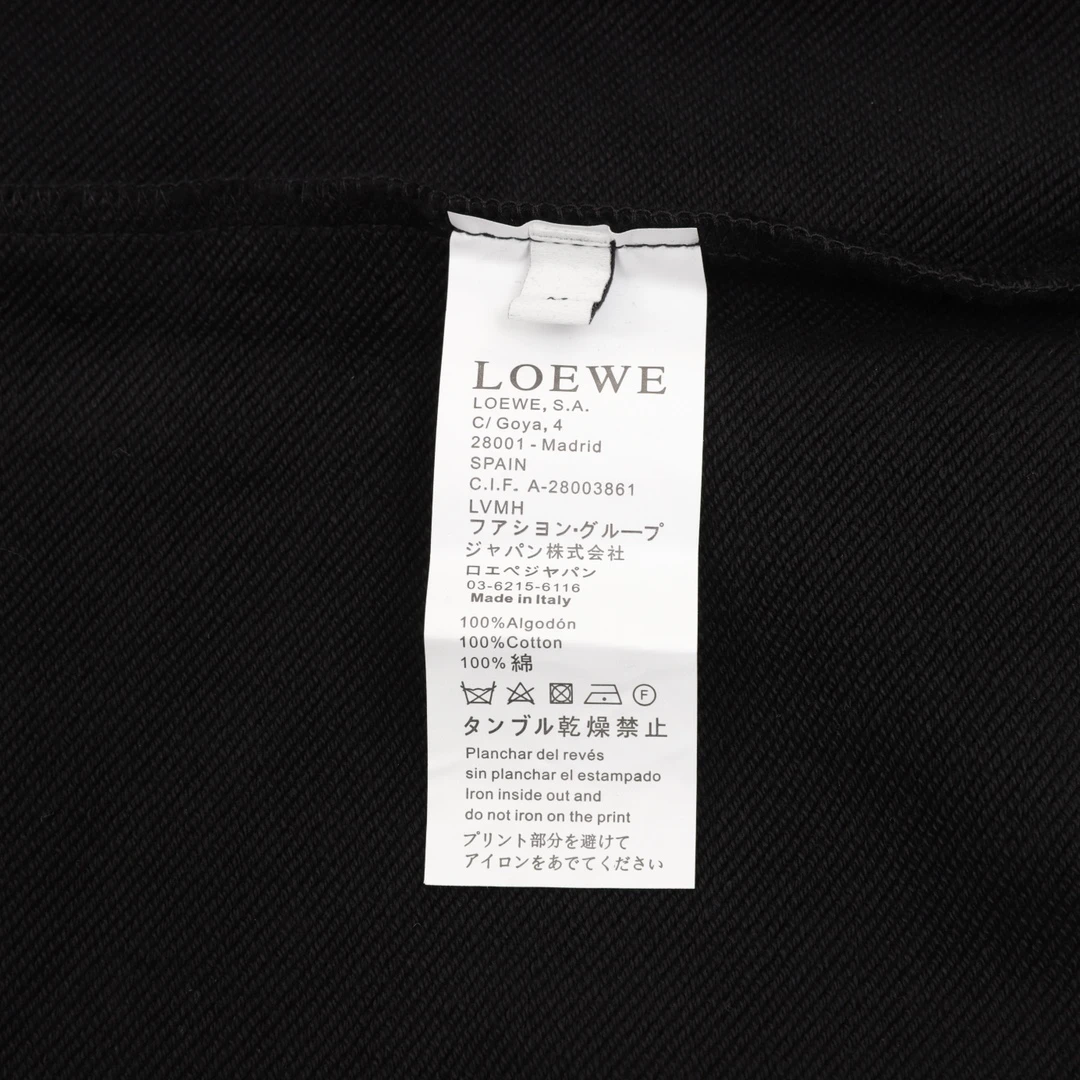 LOEWE
LOEWE, S.A.
C/ Goya, 4
28001 - Madrid
SPAIN
C.I.F. A-28003861
LVMH
フアシヨン・グループ
ジャパン株式会社
ロエベジヤパン
03-6215-6116
Made in Italy
100%Algodón
100%Cotton
100% 綿
F
タンブル乾燥禁止
Planchar del revés
sin planchar el estampado
Iron inside out and
do not iron on the print
プリント部分を避けて
アイロンをあでてください